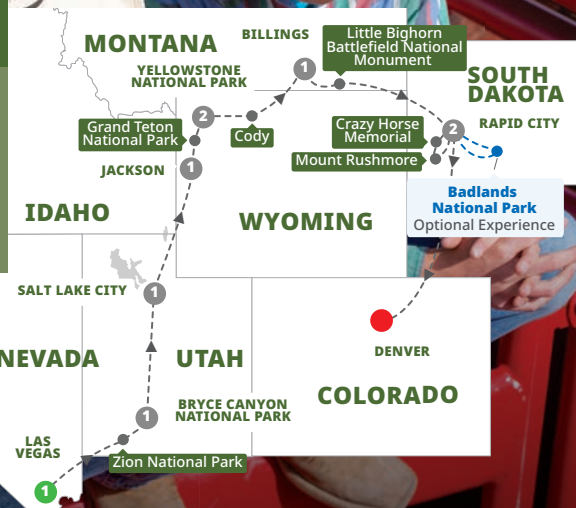 MONTANA
BILLINGS
Little Bighorn
Battlefield National
Monument
YELLOWSTONE
NATIONAL PARK
1
SOUTH
DAKOTA
2
Grand Teton
National Park
Cody
Crazy Horse
Memorial
2
RAPID CITY
Mount Rushmore
JACKSON
1
Badlands
National Park
Optional Experience
IDAHO
WYOMING
SALT LAKE CITY
1
NEVADA
UTAH
DENVER
COLORADO
1
BRYCE CANYON
NATIONAL PARK
LAS
VEGAS
Zion National Park
1